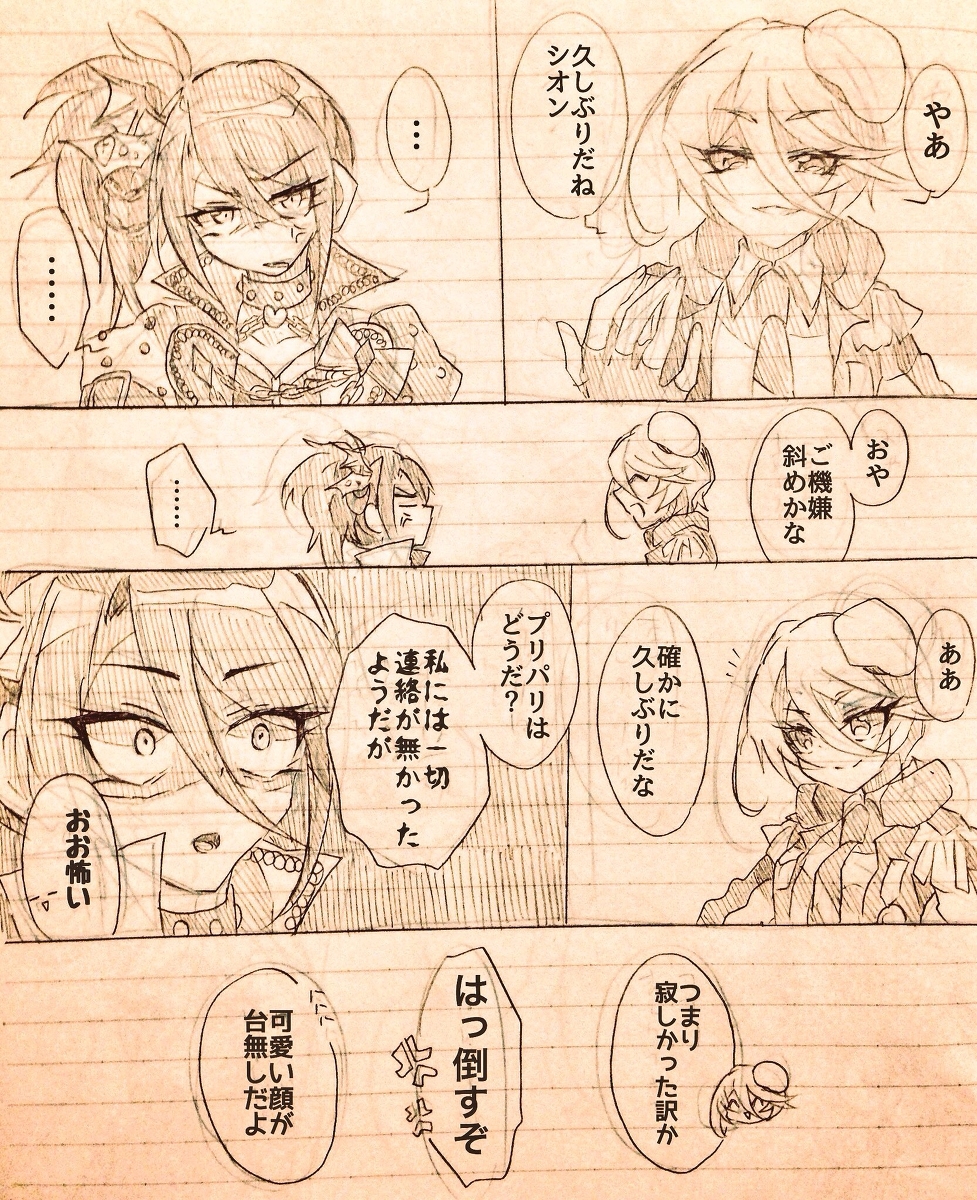 やあ
久しぶりだね
シオン
…
……
おや
ご機嫌
斜めかな
……
ああ
確かに
久しぶりだな
プリパリは
どうだ？
私には一切
連絡が無かった
ようだが
おお怖い
つまり
寂しかった訳か
はっ倒すぞ
可愛い顔が
台無しだよ